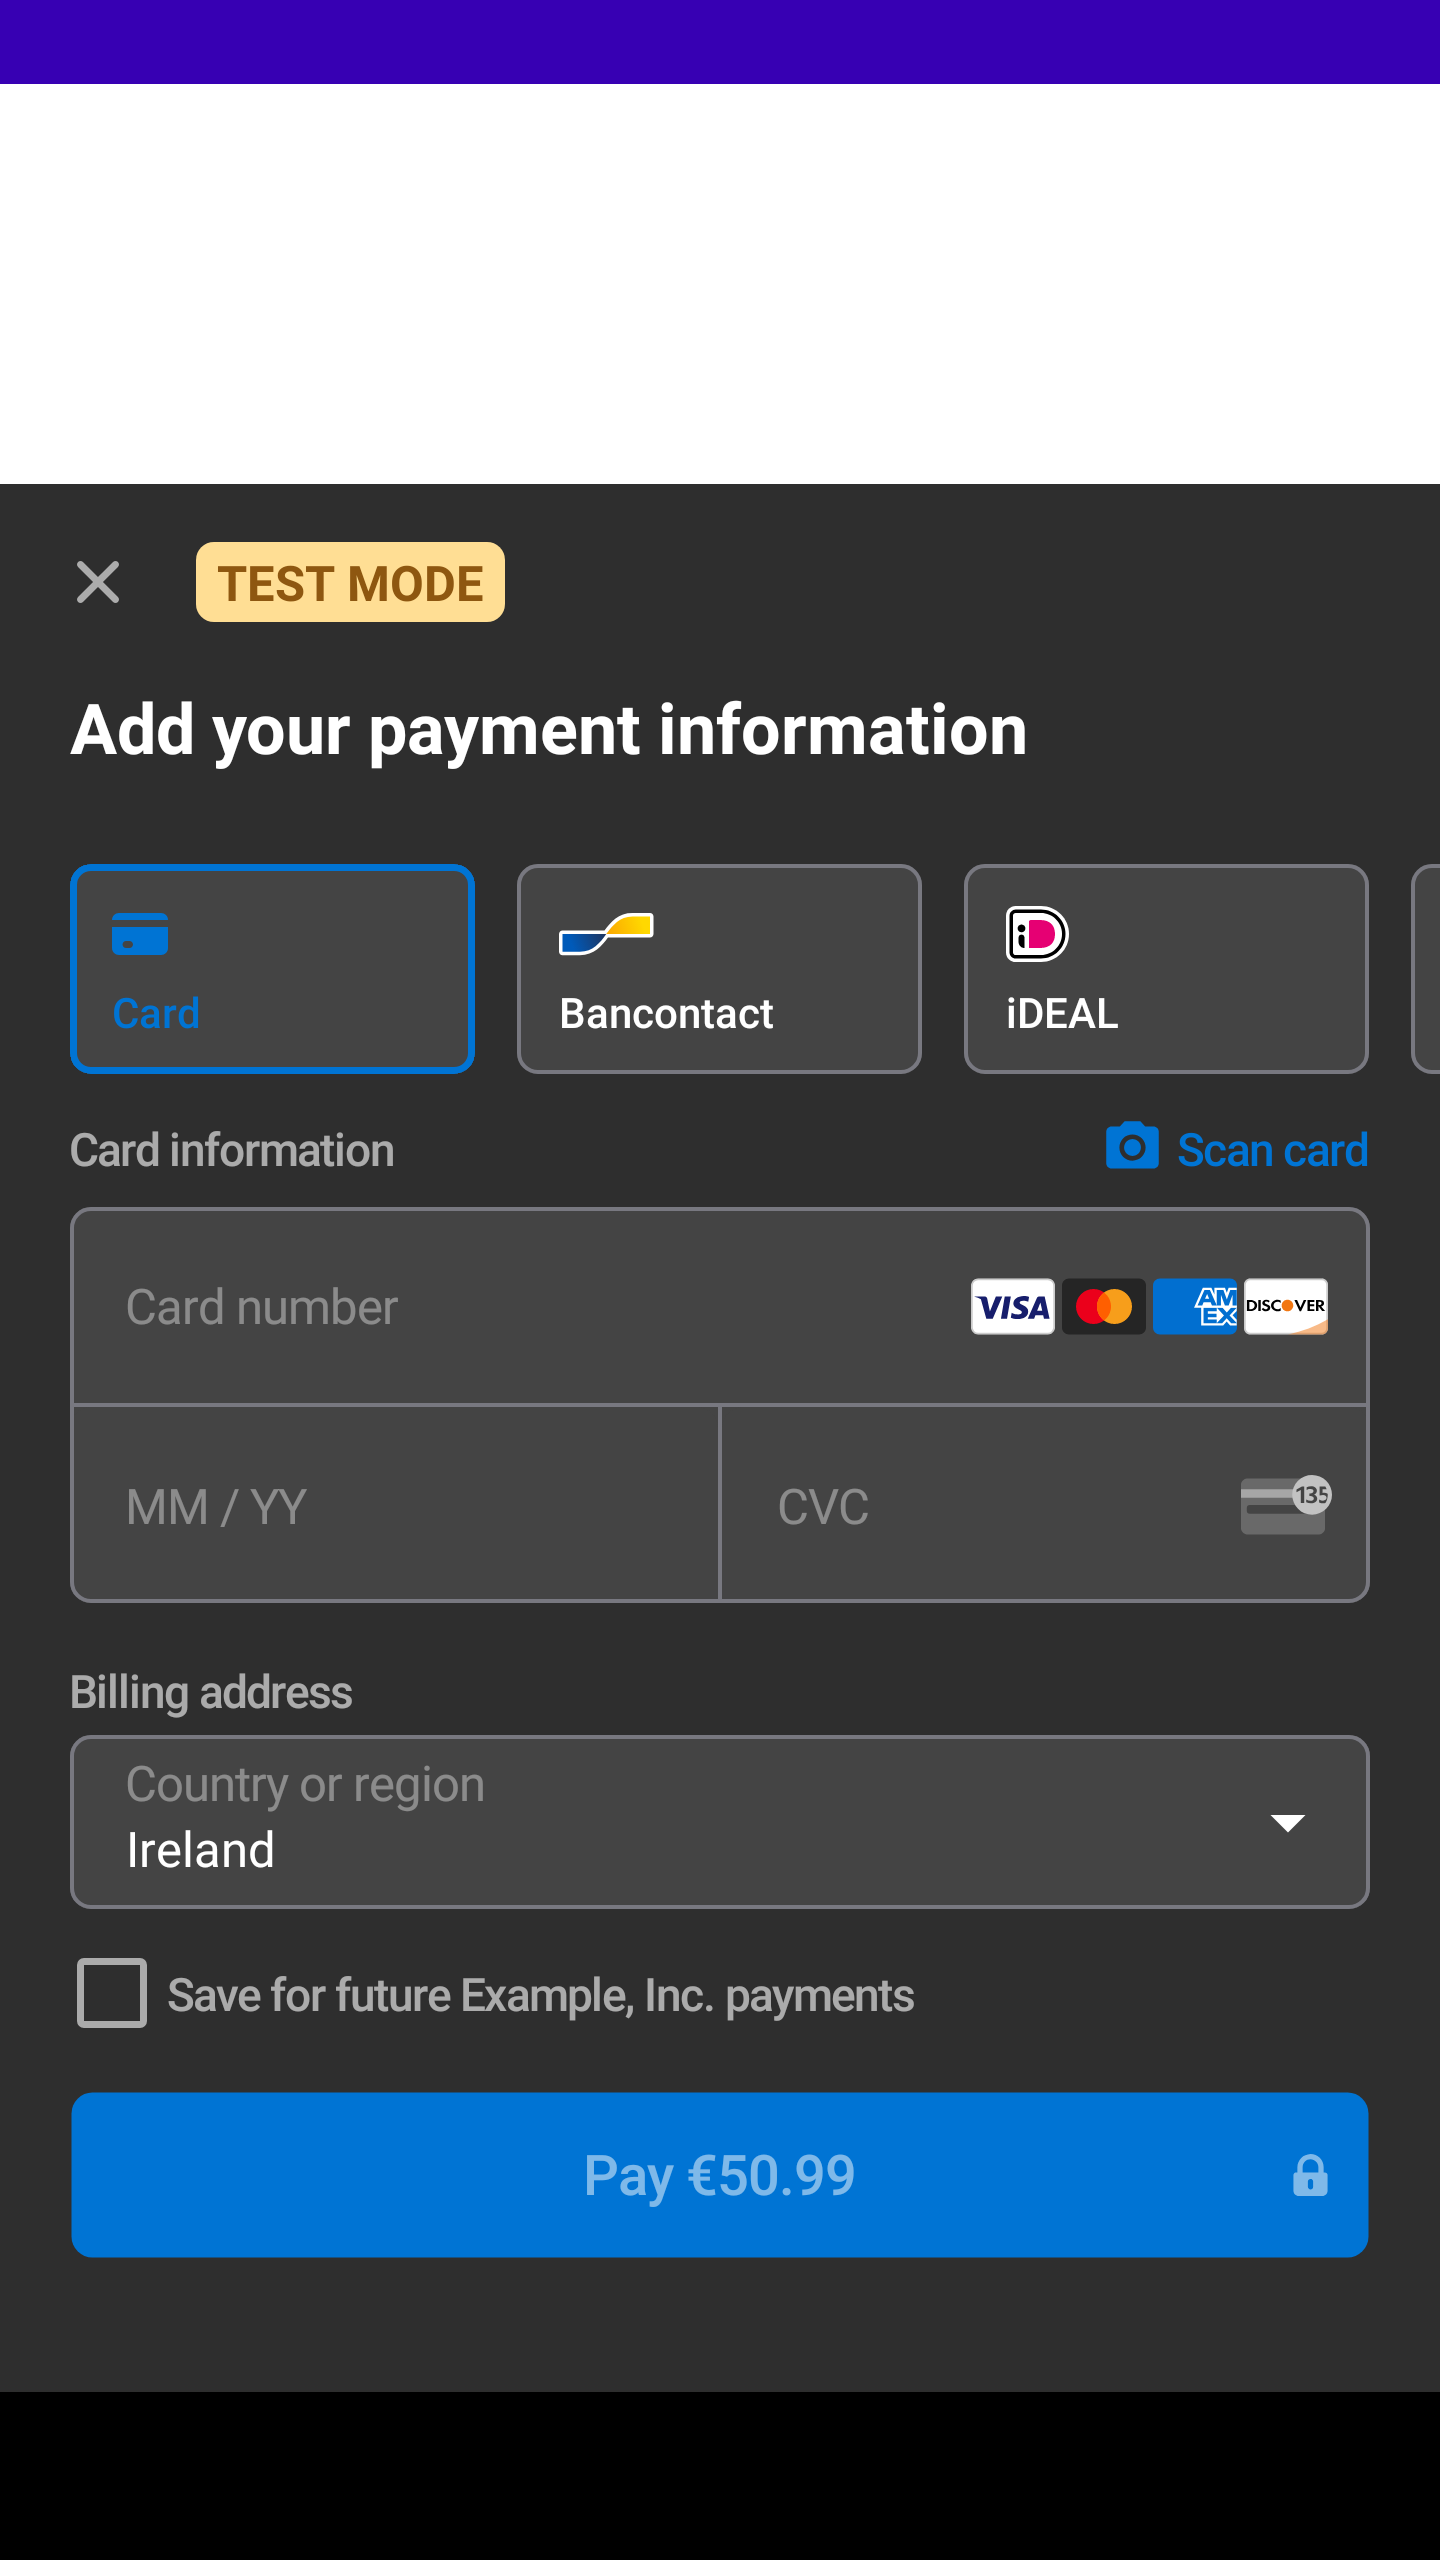 TEST MODE
Add your payment information
Card
Bancontact
iD
iDEAL
Card information
Scan card
Card number
VISA
AM
EX
DISCOVER
MM / YY
CVC
135
Billing address
Country or region
Ireland
Save for future Example, Inc. payments
Pay €50.99